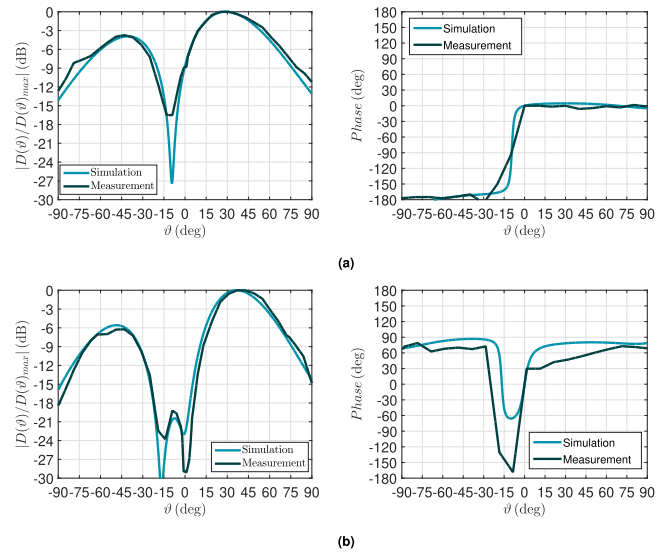 0
-3
-6
-9
-12
-15
-18
-21
-24
-27
-30
|D(ϑ)/D(ϑ)max| (dB)
Simulation
Measurement
-90 -75 -60 -45 -30 -15 0 15 30 45 60 75 90
ϑ (deg)
180
150
120
90
60
30
0
-30
-60
-90
-120
-150
-180
Phase (deg)
Simulation
Measurement
-90 -75 -60 -45 -30 -15 0 15 30 45 60 75 90
ϑ (deg)
(a)
0
-3
-6
-9
-12
-15
-18
-21
-24
-27
-30
|D(ϑ)/D(ϑ)max| (dB)
Simulation
Measurement
-90 -75 -60 -45 -30 -15 0 15 30 45 60 75 90
ϑ (deg)
180
150
120
90
60
30
0
-30
-60
-90
-120
-150
-180
Phase (deg)
Simulation
Measurement
-90 -75 -60 -45 -30 -15 0 15 30 45 60 75 90
ϑ (deg)
(b)